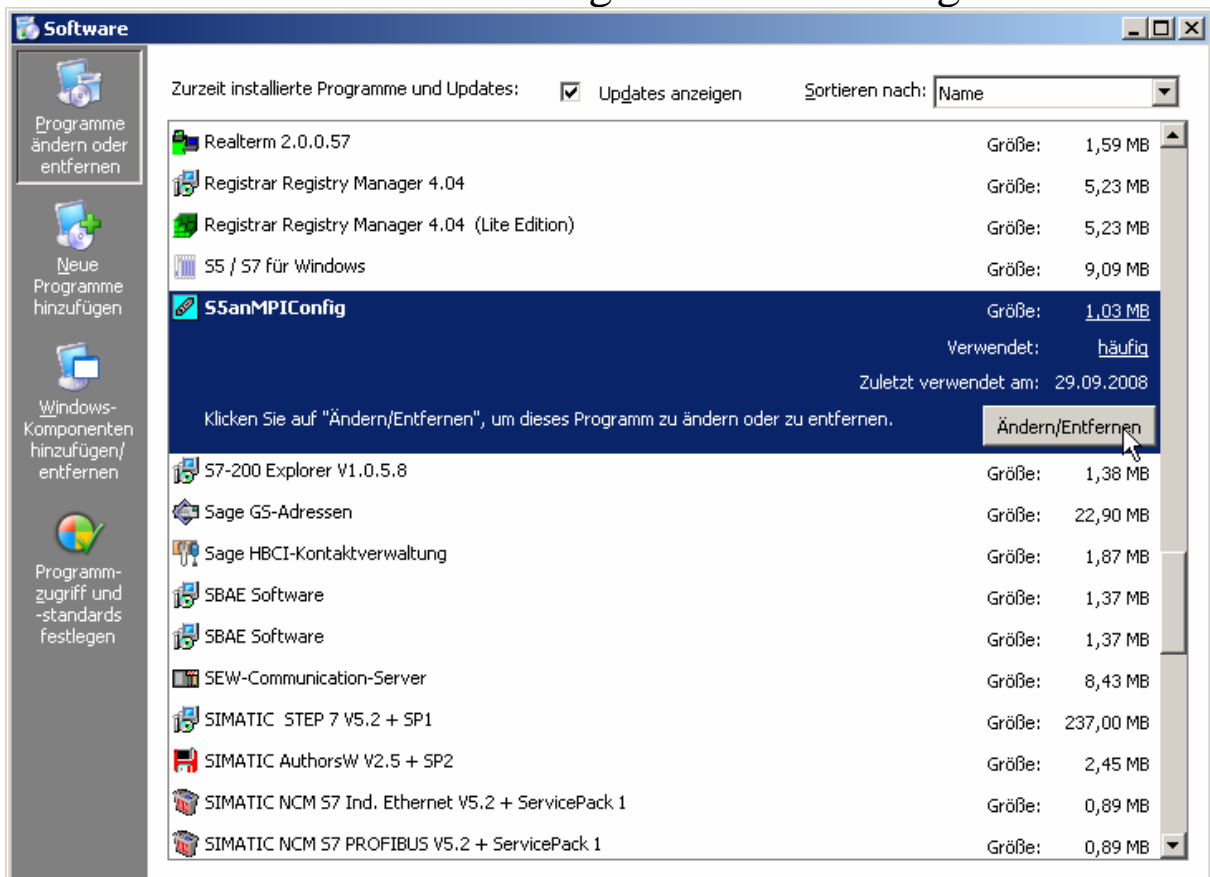 Software
Programme
ändern oder
entfernen
Neue
Programme
hinzufügen
Windows-
Komponenten
hinzufügen/
entfernen
Programm-
zugriff und
-standards
festlegen
Zurzeit installierte Programme und Updates: Updates anzeigen Sortieren nach: Name
Realterm 2.0.0.57 Größe: 1,59 MB
Registrar Registry Manager 4.04 Größe: 5,23 MB
Registrar Registry Manager 4.04 (Lite Edition) Größe: 5,23 MB
S5 / S7 für Windows Größe: 9,09 MB
S5anMPIConfig Größe: 1,03 MB
Verwendet: häufig
Zuletzt verwendet am: 29.09.2008
Klicken Sie auf "Ändern/Entfernen", um dieses Programm zu ändern oder zu entfernen. Ändern/Entfernen
S7-200 Explorer V1.0.5.8 Größe: 1,38 MB
Sage GS-Adressen Größe: 22,90 MB
Sage HBCI-Kontaktverwaltung Größe: 1,87 MB
SBAE Software Größe: 1,37 MB
SBAE Software Größe: 1,37 MB
SEW-Communication-Server Größe: 8,43 MB
SIMATIC STEP 7 V5.2 + SP1 Größe: 237,00 MB
SIMATIC AuthorsW V2.5 + SP2 Größe: 2,45 MB
SIMATIC NCM S7 Ind. Ethernet V5.2 + ServicePack 1 Größe: 0,89 MB
SIMATIC NCM S7 PROFIBUS V5.2 + ServicePack 1 Größe: 0,89 MB